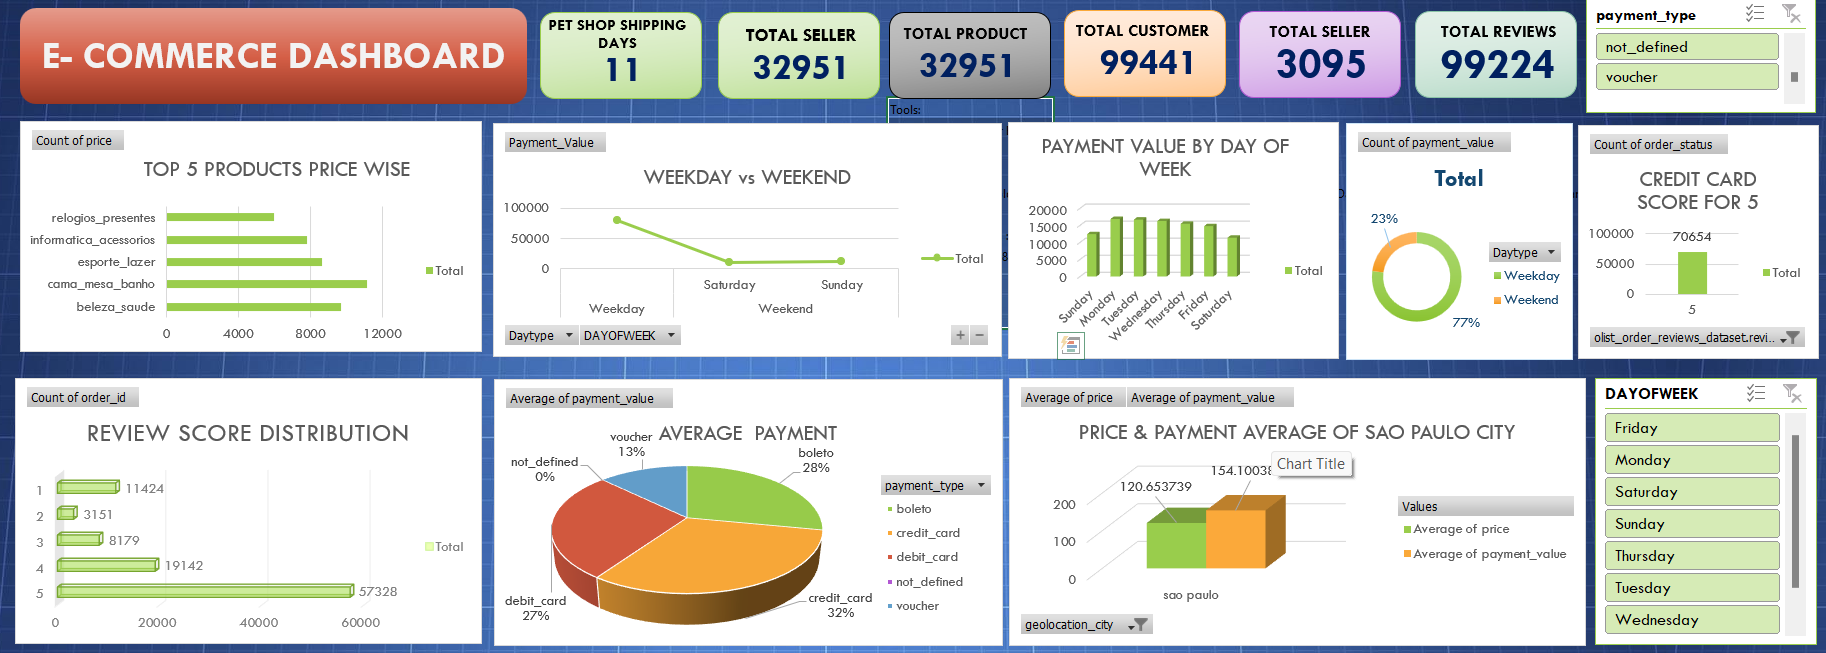 E- COMMERCE DASHBOARD
PET SHOP SHIPPING
DAYS
11
TOTAL SELLER
32951
TOTAL PRODUCT
32951
TOTAL CUSTOMER
99441
TOTAL SELLER
3095
TOTAL REVIEWS
99224
payment_type
not_defined
voucher
Tools:
Count of price
TOP 5 PRODUCTS PRICE WISE
relogios_presentes
informatica_acessorios
esporte_lazer
cama_mesa_banho
beleza_saude
0 4000 8000 12000
Total
Payment_Value
WEEKDAY vs WEEKEND
100000
50000
0
Saturday Sunday
Weekday Weekend
Total
Daytype DAYOFWEEK
+ −
PAYMENT VALUE BY DAY OF
WEEK
20000
15000
10000
5000
0
Sunday
Monday
Tuesday
Wednesday
Thursday
Friday
Saturday
Total
Count of payment_value
Total
23%
77%
Daytype
Weekday
Weekend
Count of order_status
CREDIT CARD
SCORE FOR 5
100000
50000
0
70654
5
Total
olist_order_reviews_dataset.revi...
Count of order_id
REVIEW SCORE DISTRIBUTION
1 11424
2 3151
3 8179
4 19142
5 57328
0 20000 40000 60000
Total
Average of payment_value
AVERAGE PAYMENT
voucher
13%
boleto
28%
not_defined
0%
debit_card
27%
credit_card
32%
payment_type
boleto
credit_card
debit_card
not_defined
voucher
Average of price Average of payment_value
PRICE & PAYMENT AVERAGE OF SAO PAULO CITY
154.10038
Chart Title
120.653739
200
100
0
sao paulo
Values
Average of price
Average of payment_value
geolocation_city
DAYOFWEEK
Friday
Monday
Saturday
Sunday
Thursday
Tuesday
Wednesday